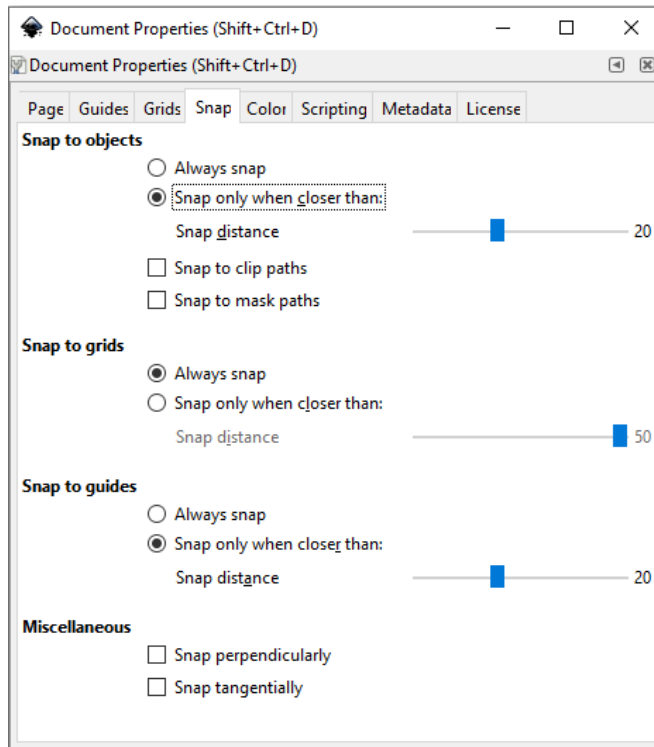 Document Properties (Shift+Ctrl+D)
Document Properties (Shift+Ctrl+D)
Page Guides Grids Snap Color Scripting Metadata License
Snap to objects
Always snap
Snap only when closer than:
Snap distance 20
Snap to clip paths
Snap to mask paths
Snap to grids
Always snap
Snap only when closer than:
Snap distance 50
Snap to guides
Always snap
Snap only when closer than:
Snap distance 20
Miscellaneous
Snap perpendicularly
Snap tangentially